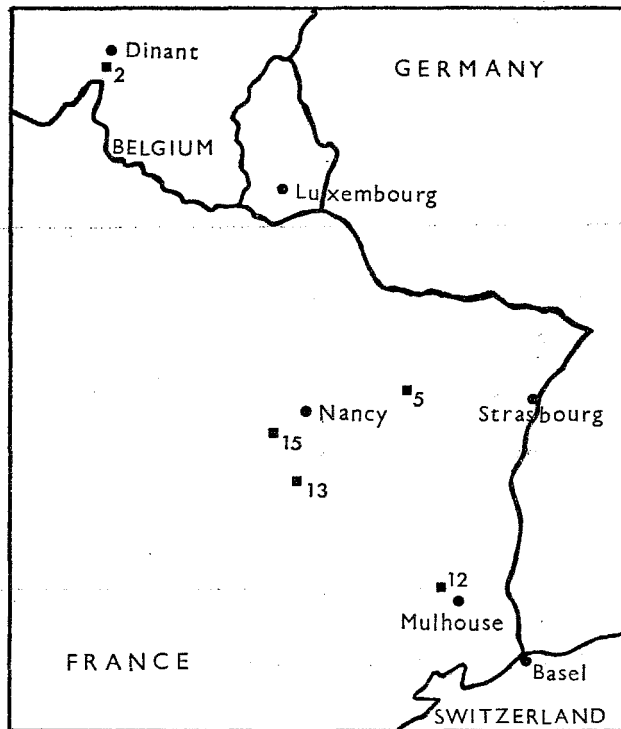 Dinant
2
GERMANY
BELGIUM
Luxembourg
5
Nancy
Strasbourg
15
13
12
Mulhouse
FRANCE
Basel
SWITZERLAND